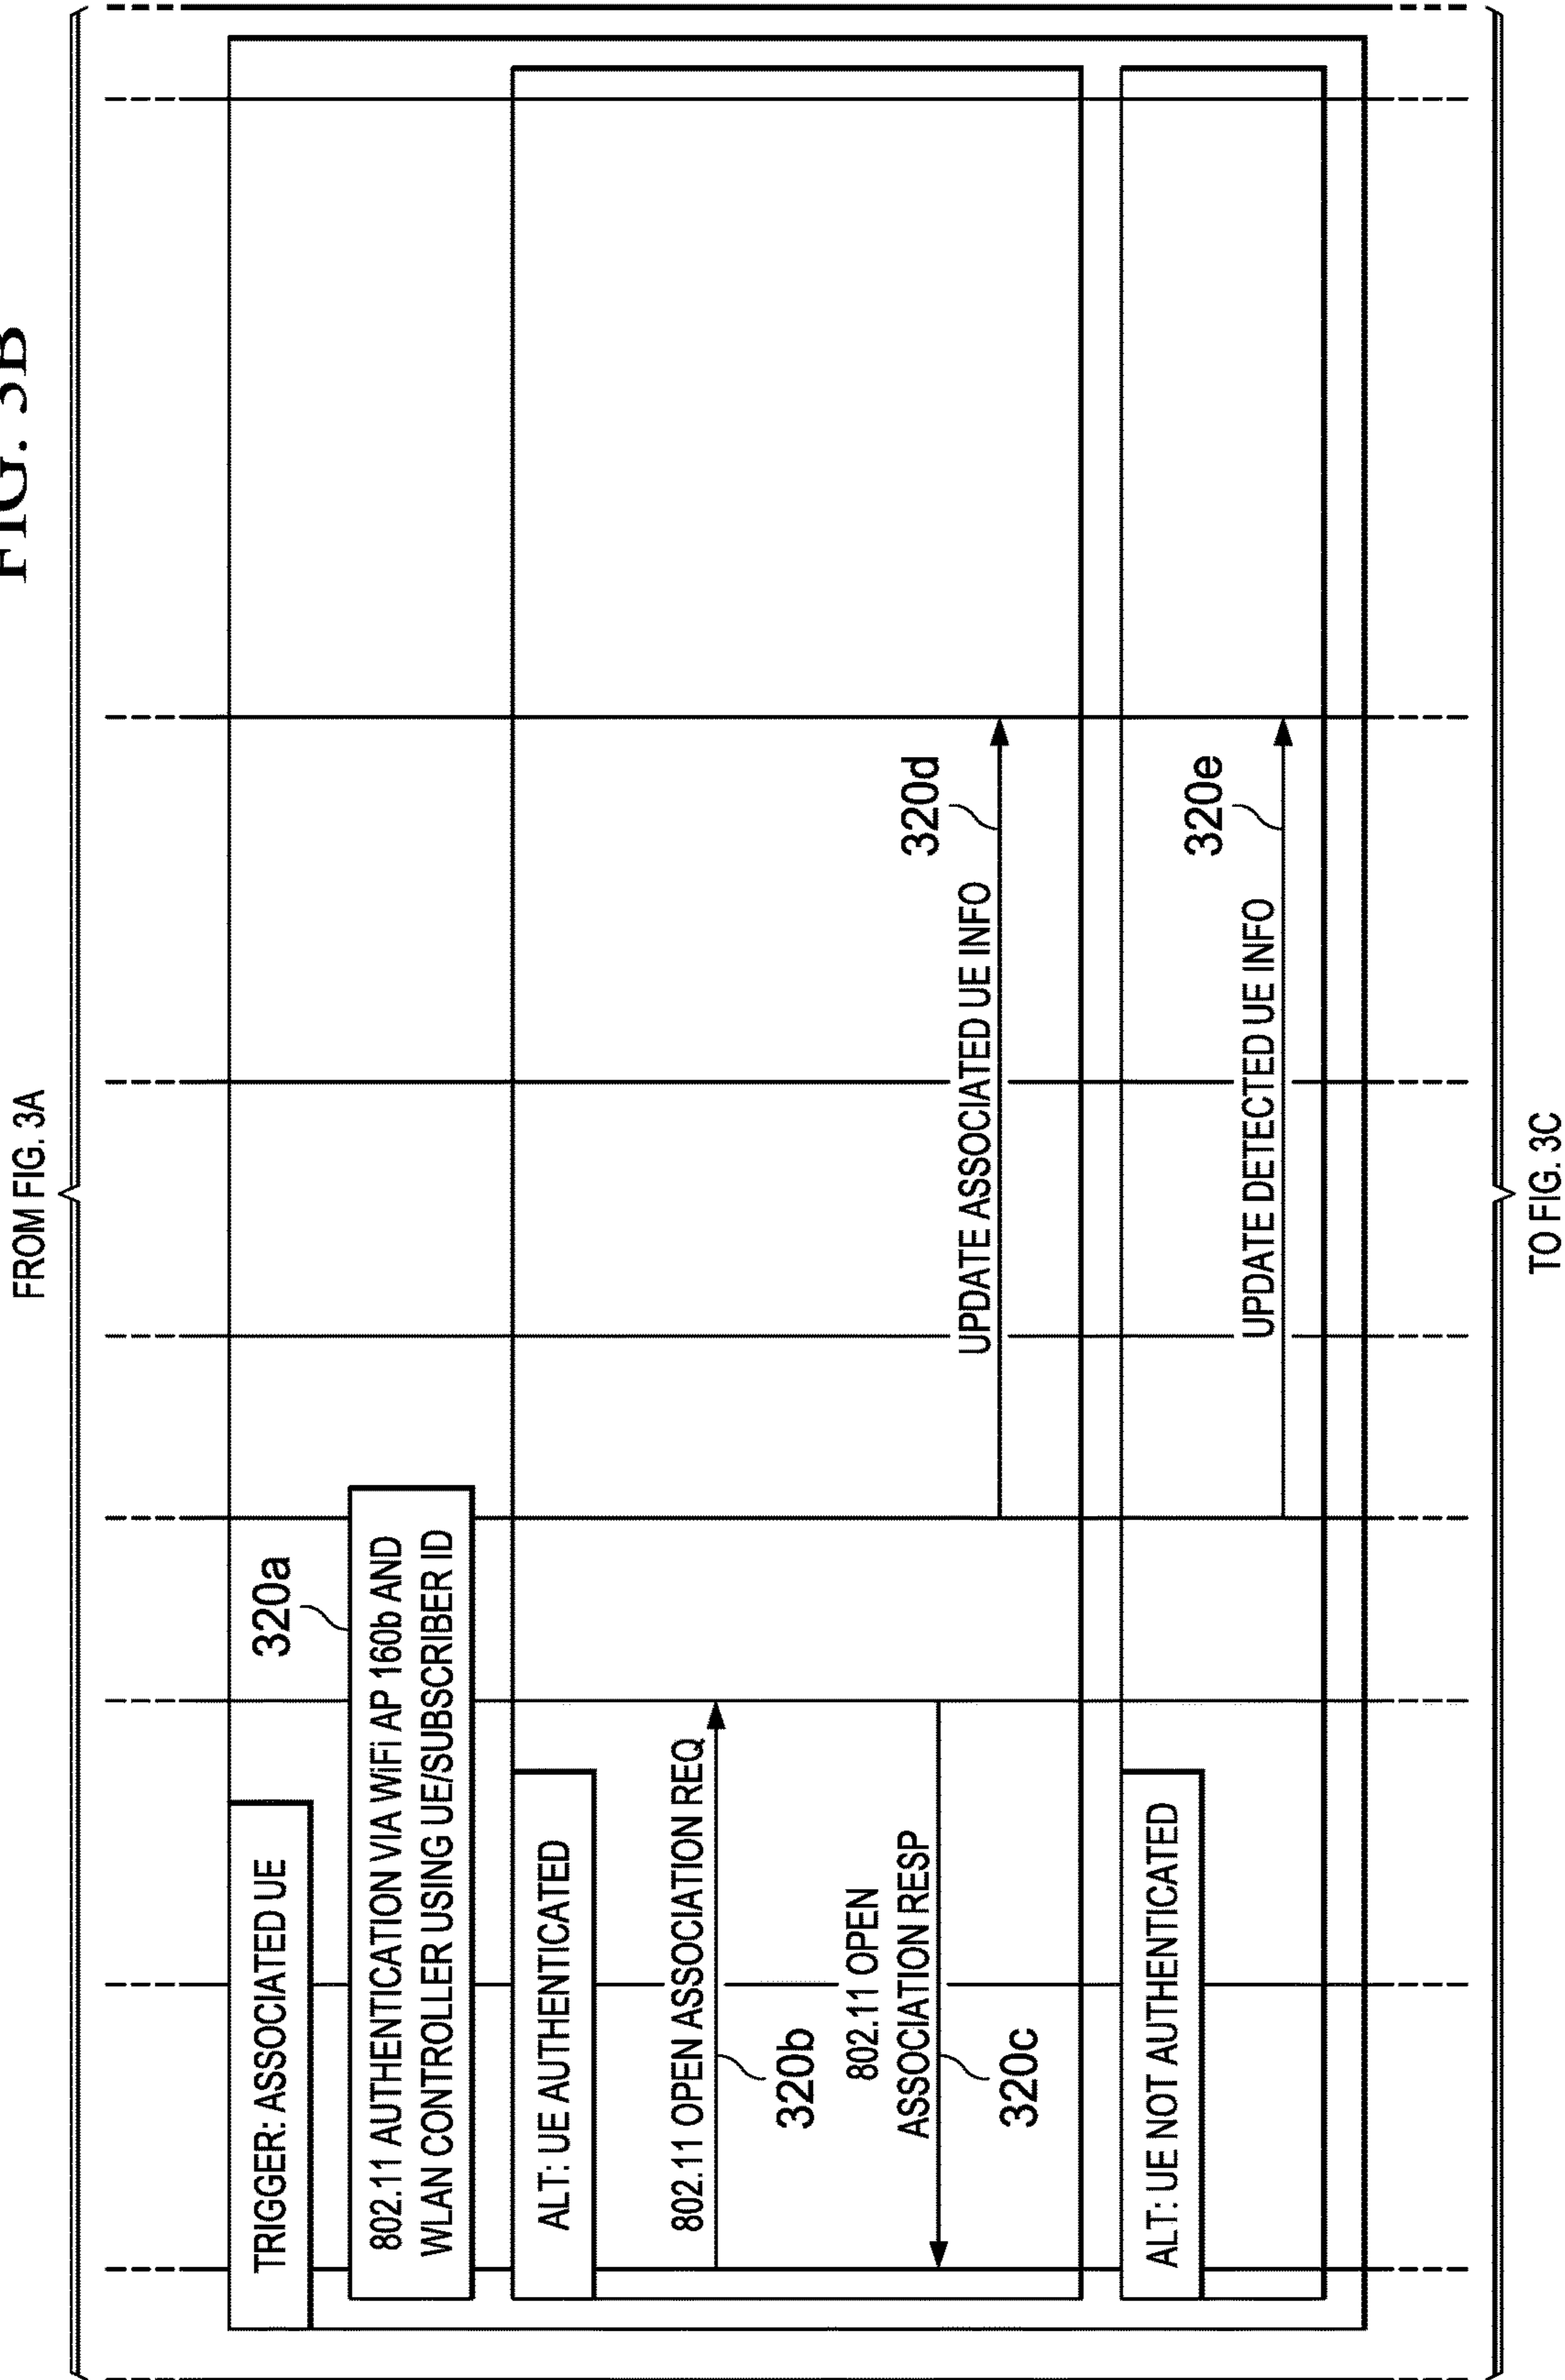 FIG. 3B
FROM FIG. 3A
TRIGGER: ASSOCIATED UE
320a
802.11 AUTHENTICATION VIA WiFi AP 160b AND
WLAN CONTROLLER USING UE/SUBSCRIBER ID
ALT: UE AUTHENTICATED
802.11 OPEN ASSOCIATION REQ
320b
802.11 OPEN
ASSOCIATION RESP
320c
UPDATE ASSOCIATED UE INFO
320d
ALT: UE NOT AUTHENTICATED
UPDATE DETECTED UE INFO
320e
TO FIG. 3C